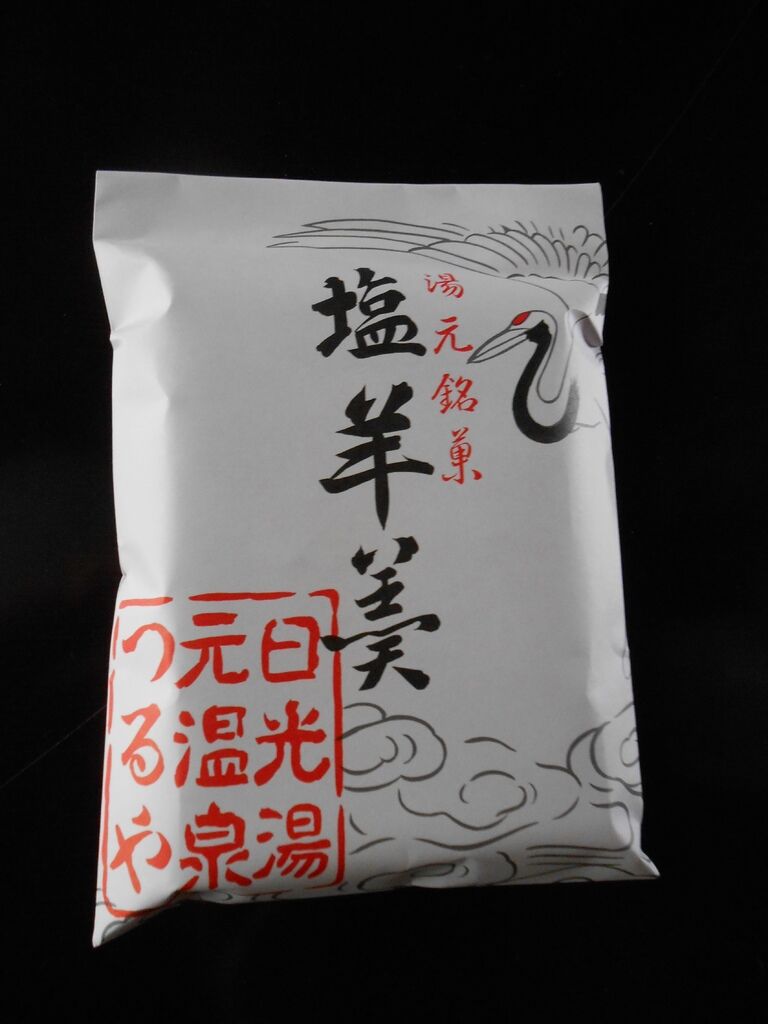 湯元銘菓
塩羊羹
日光湯
元温泉
つるや